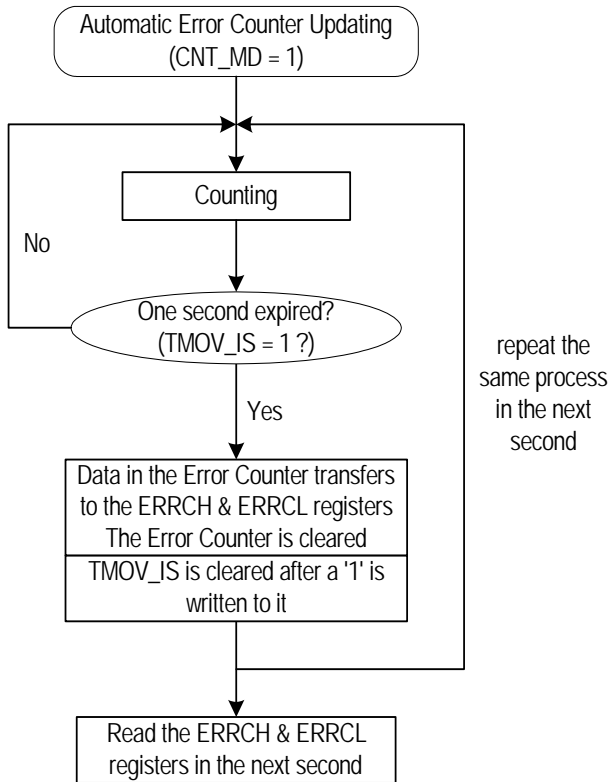 Automatic Error Counter Updating
(CNT_MD = 1)
Counting
No
One second expired?
(TMOV_IS = 1 ?)
repeat the
same process
in the next
second
Yes
Data in the Error Counter transfers
to the ERRCH & ERRCL registers
The Error Counter is cleared
TMOV_IS is cleared after a '1' is
written to it
Read the ERRCH & ERRCL
registers in the next second